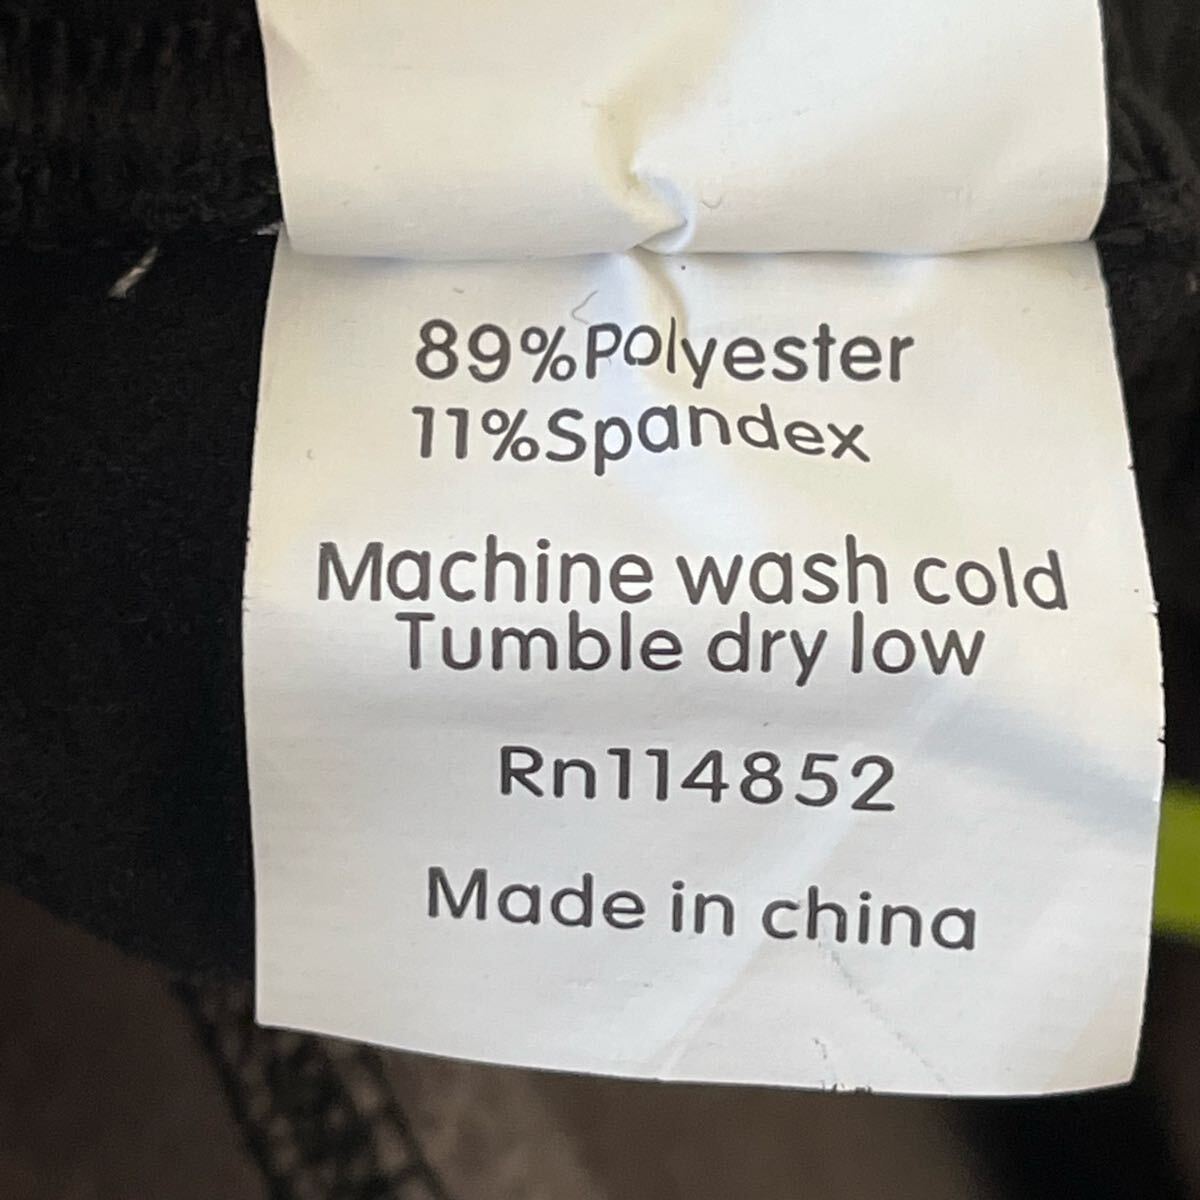 89%Polyester
11%Spandex
Machine wash cold
Tumble dry low
Rn114852
Made in china